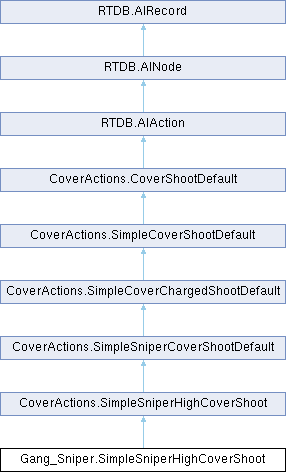 RTDB.AIRecord
RTDB.AINode
RTDB.AIAction
CoverActions.CoverShootDefault
CoverActions.SimpleCoverShootDefault
CoverActions.SimpleCoverChargedShootDefault
CoverActions.SimpleSniperCoverShootDefault
CoverActions.SimpleSniperHighCoverShoot
Gang_Sniper.SimpleSniperHighCoverShoot